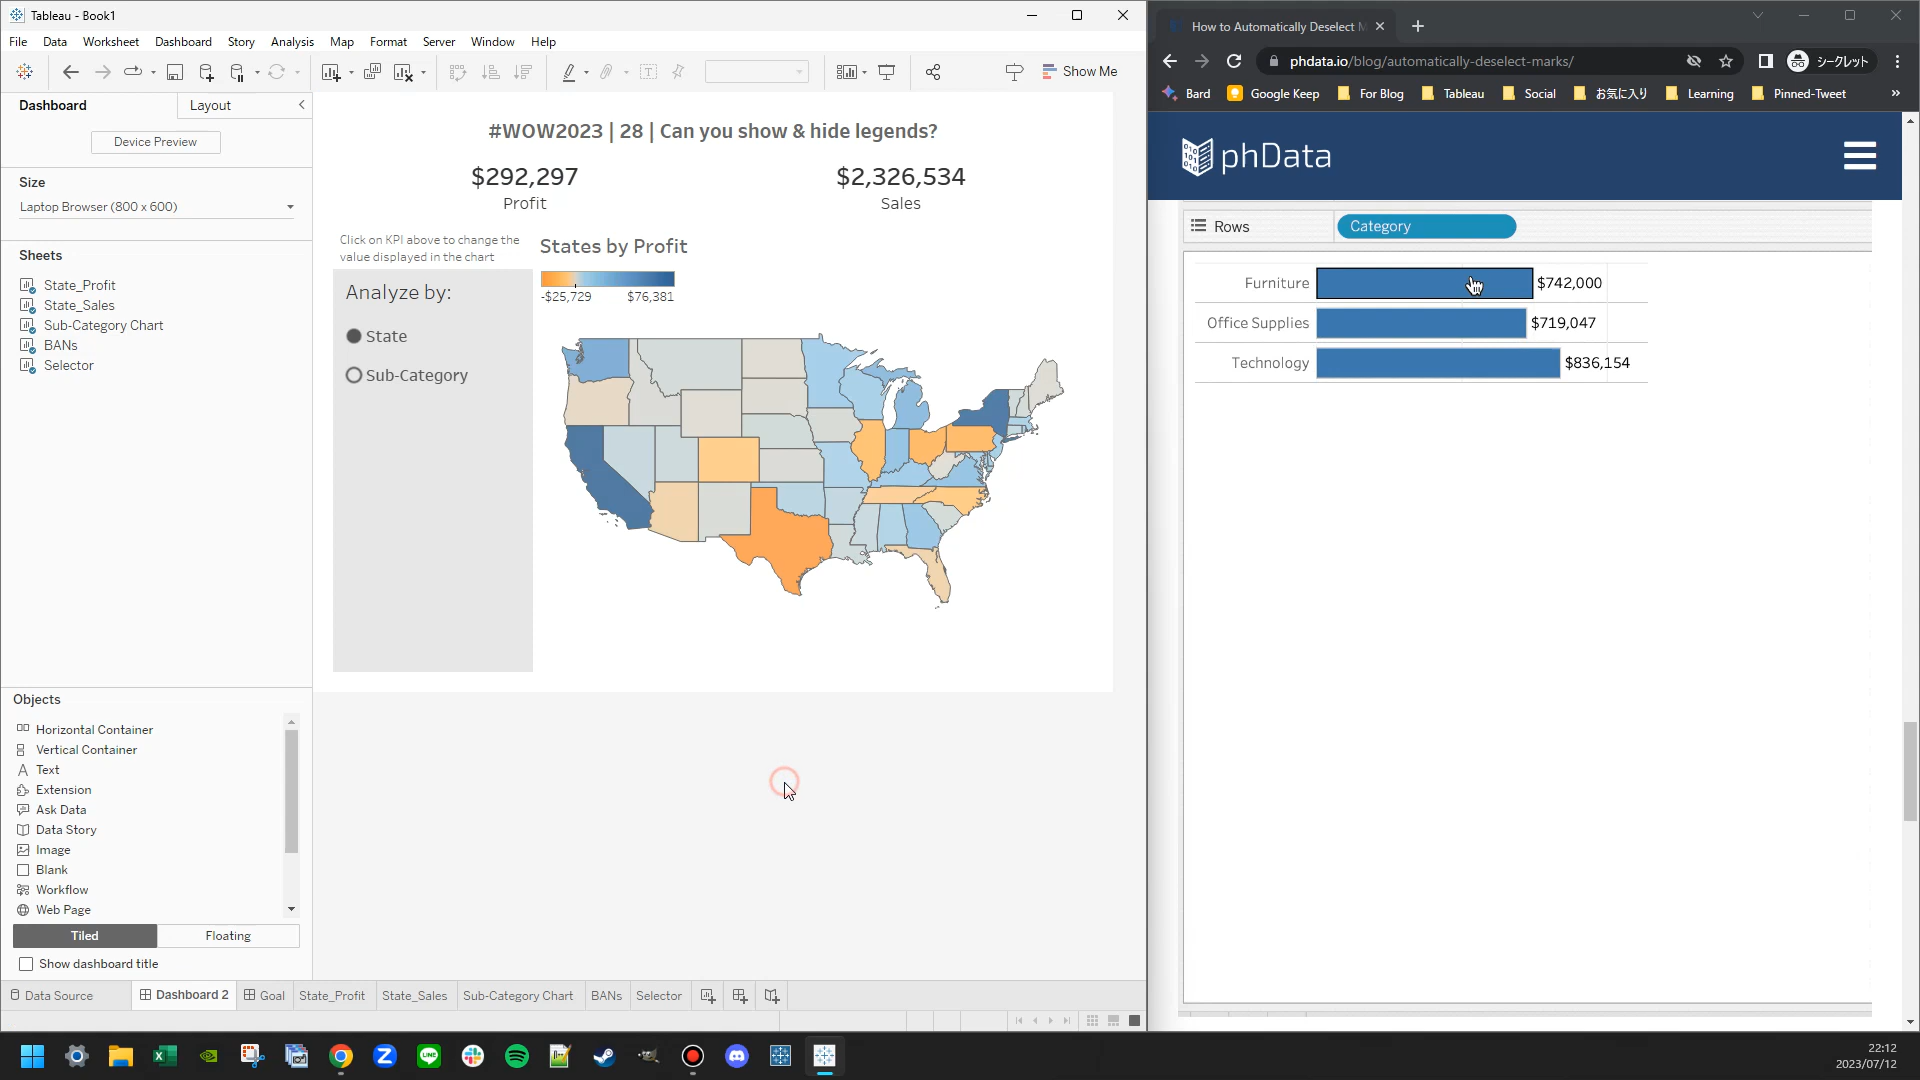 Tableau - Book1
File Data Worksheet Dashboard Story Analysis Map Format Server Window Help
Show Me
Dashboard
Layout
Device Preview
Size
Laptop Browser (800 x 600)
Sheets
State_Profit
State_Sales
Sub-Category Chart
BANs
Selector
Objects
Horizontal Container
Vertical Container
Text
Extension
Ask Data
Data Story
Image
Blank
Workflow
Web Page
Tiled
Floating
Show dashboard title
#WOW2023 | 28 | Can you show & hide legends?
$292,297
Profit
$2,326,534
Sales
Click on KPI above to change the
value displayed in the chart
States by Profit
-$25,729 $76,381
Analyze by:
State
Sub-Category
Data Source Dashboard 2 Goal State_Profit State_Sales Sub-Category Chart BANs Selector
How to Automatically Deselect M
phdata.io/blog/automatically-deselect-marks/
シークレット
Bard Google Keep For Blog Tableau Social お気に入り Learning Pinned-Tweet
phData
Rows
Category
Furniture $742,000
Office Supplies $719,047
Technology $836,154
22:12
2023/07/12